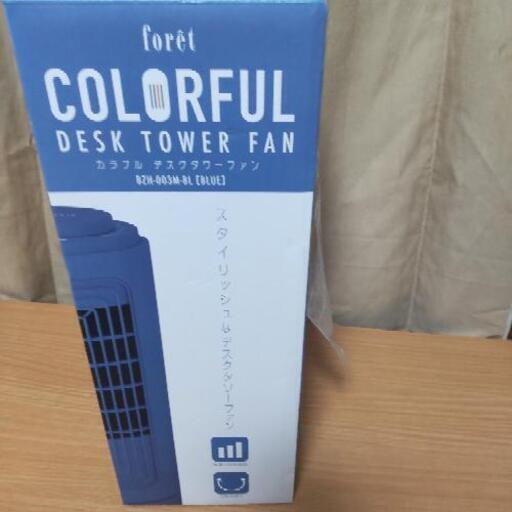 forêt
COLORFUL
DESK TOWER FAN
カラフル デスクタワーファン
BZH-003M-BL [BLUE]
スタイリッシュなデスクタワーファン